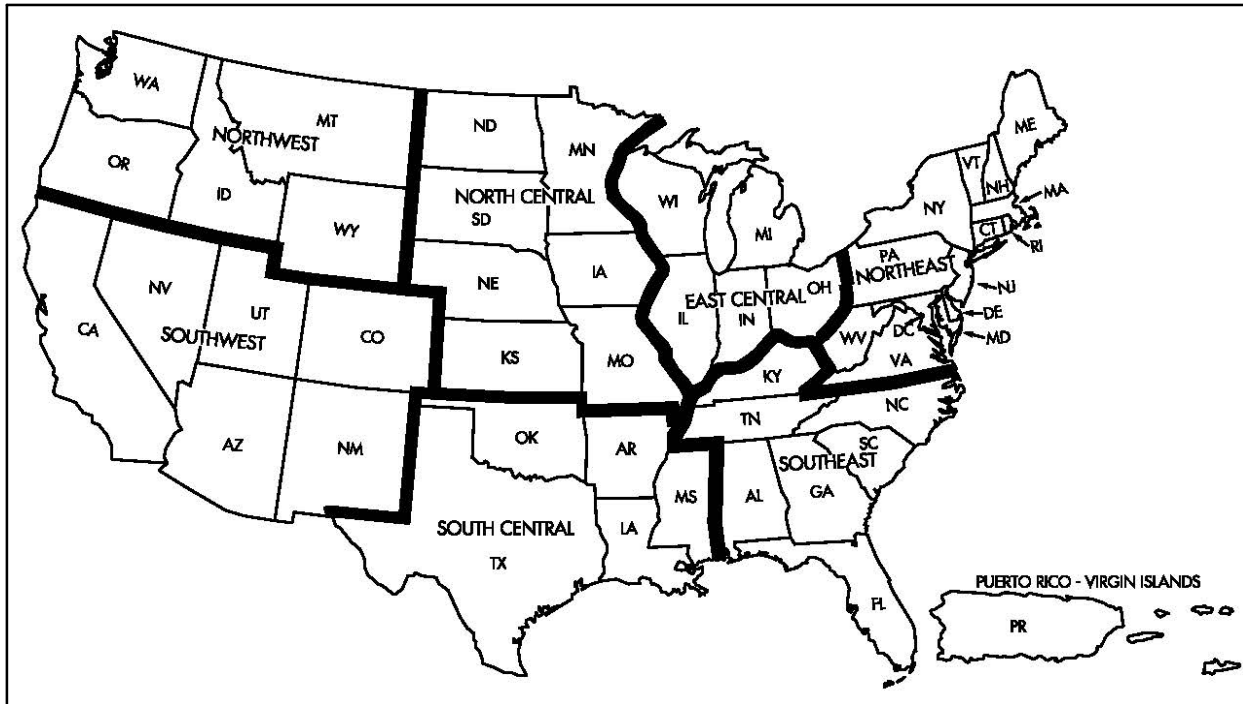 WA
MT
ND
MN
ME
NORTHWEST
OR
ID
WY
NORTH CENTRAL
SD
WI
MI
VT
NH
NY
MA
CT
RI
PA
NORTHEAST
NJ
DE
MD
NE
IA
EAST CENTRAL
OH
IL
IN
WV
DC
VA
NV
UT
SOUTHWEST
CA
CO
KS
MO
KY
AZ
NM
OK
AR
TN
NC
SC
SOUTHEAST
MS
AL
GA
SOUTH CENTRAL
TX
LA
FL
PUERTO RICO - VIRGIN ISLANDS
PR